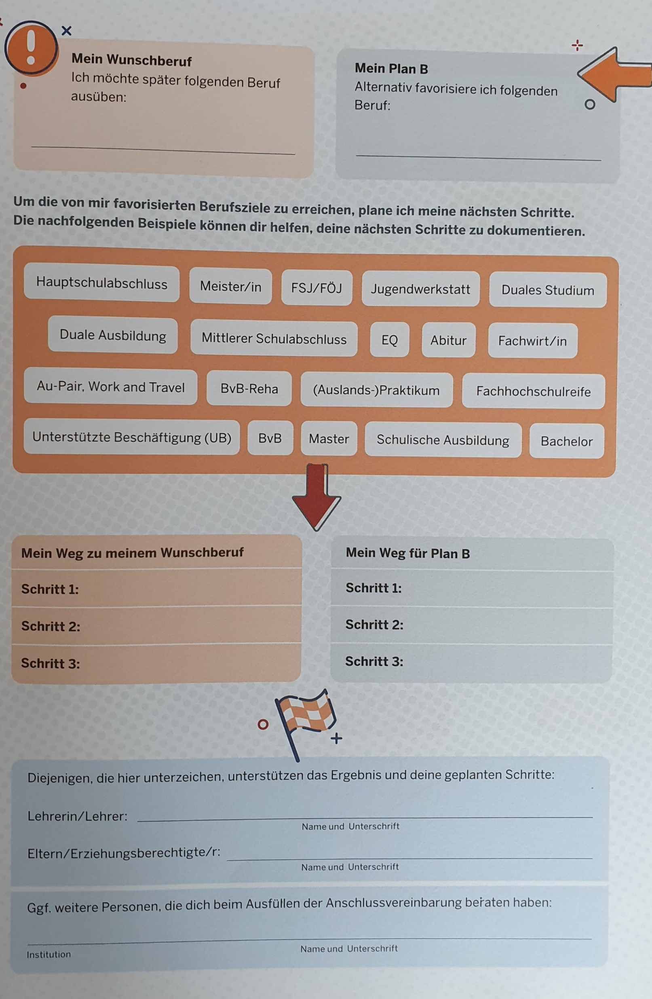 Mein Wunschberuf
Ich möchte später folgenden Beruf
ausüben:
Mein Plan B
Alternativ favorisiere ich folgenden
Beruf:
Um die von mir favorisierten Berufsziele zu erreichen, plane ich meine nächsten Schritte.
Die nachfolgenden Beispiele können dir helfen, deine nächsten Schritte zu dokumentieren.
Hauptschulabschluss Meister/in FSJ/FÖJ Jugendwerkstatt Duales Studium
Duale Ausbildung Mittlerer Schulabschluss EQ Abitur Fachwirt/in
Au-Pair, Work and Travel BvB-Reha (Auslands-)Praktikum Fachhochschulreife
Unterstützte Beschäftigung (UB) BvB Master Schulische Ausbildung Bachelor
Mein Weg zu meinem Wunschberuf
Schritt 1:
Schritt 2:
Schritt 3:
Mein Weg für Plan B
Schritt 1:
Schritt 2:
Schritt 3:
Diejenigen, die hier unterzeichen, unterstützen das Ergebnis und deine geplanten Schritte:
Lehrerin/Lehrer:
Name und Unterschrift
Eltern/Erziehungsberechtigte/r:
Name und Unterschrift
Ggf. weitere Personen, die dich beim Ausfüllen der Anschlussvereinbarung beraten haben:
Institution Name und Unterschrift